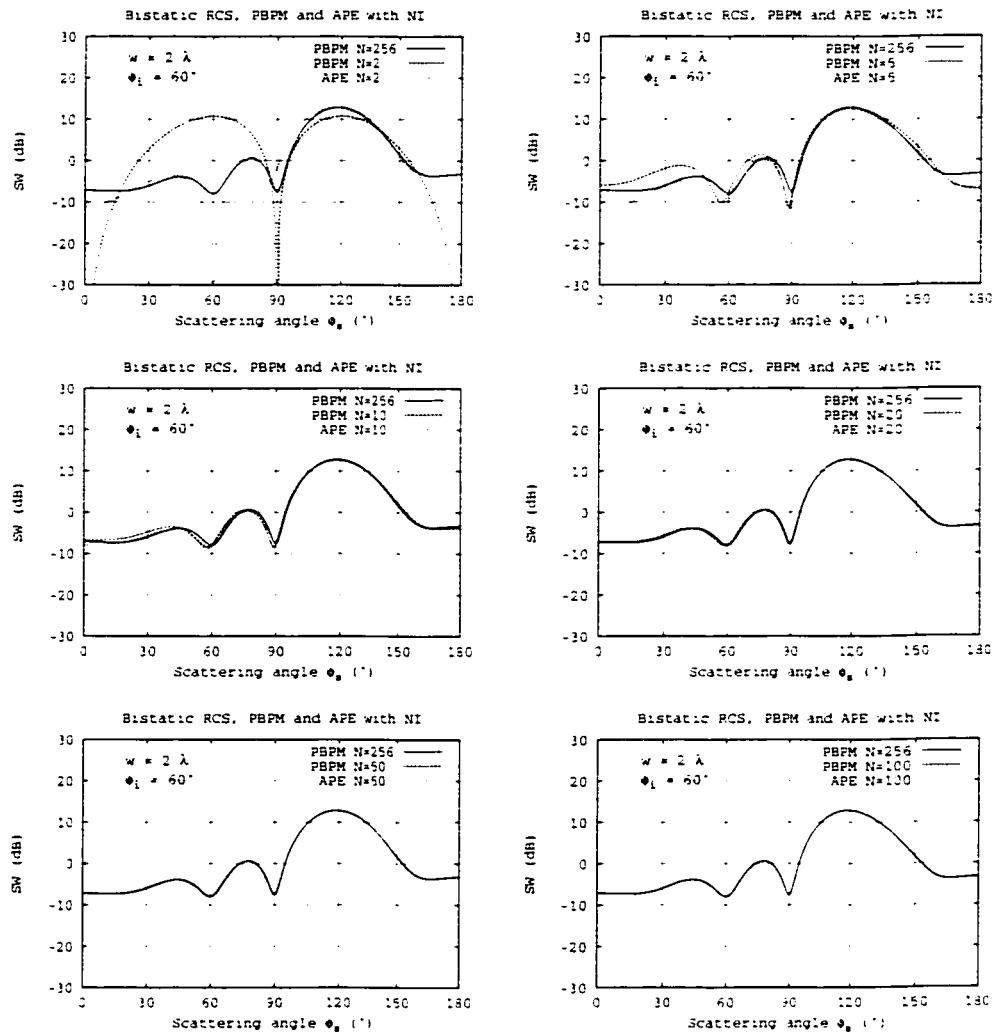 Bistatic RCS, PBPM and APE with NI
30
20
10
0
-10
-20
-30
SW (dB)
w = 2 λ
Φi = 60°
PBPM N=256
PBPM N=2
APE N=2
0 30 60 90 120 150 180
Scattering angle Φs (°)
Bistatic RCS, PBPM and APE with NI
30
20
10
0
-10
-20
-30
SW (dB)
w = 2 λ
Φi = 60°
PBPM N=256
PBPM N=5
APE N=5
0 30 60 90 120 150 180
Scattering angle Φs (°)
Bistatic RCS, PBPM and APE with NI
30
20
10
0
-10
-20
-30
SW (dB)
w = 2 λ
Φi = 60°
PBPM N=256
PBPM N=10
APE N=10
0 30 60 90 120 150 180
Scattering angle Φs (°)
Bistatic RCS, PBPM and APE with NI
30
20
10
0
-10
-20
-30
SW (dB)
w = 2 λ
Φi = 60°
PBPM N=256
PBPM N=20
APE N=20
0 30 60 90 120 150 180
Scattering angle Φs (°)
Bistatic RCS, PBPM and APE with NI
30
20
10
0
-10
-20
-30
SW (dB)
w = 2 λ
Φi = 60°
PBPM N=256
PBPM N=50
APE N=50
0 30 60 90 120 150 180
Scattering angle Φs (°)
Bistatic RCS, PBPM and APE with NI
30
20
10
0
-10
-20
-30
SW (dB)
w = 2 λ
Φi = 60°
PBPM N=256
PBPM N=100
APE N=100
0 30 60 90 120 150 180
Scattering angle Φs (°)